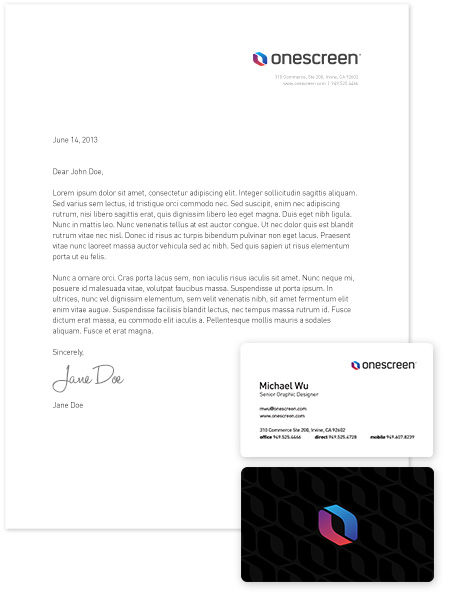 onescreen
310 Commerce, Ste 200, Irvine, CA 92602
www.onescreen.com | 949.525.4466
June 14, 2013
Dear John Doe,
Lorem ipsum dolor sit amet, consectetur adipiscing elit. Integer sollicitudin sagittis aliquam.
Sed varius sem lectus, id tristique orci commodo nec. Sed suscipit, enim nec adipiscing
rutrum, nisi libero sagittis erat, quis dignissim libero leo eget magna. Duis eget nibh ligula.
Nunc in mattis leo. Nunc convallis tellus at est auctor congue. Ut nec dolor quis est blandit
rutrum vitae nec nisl. Donec id risus ac turpis bibendum pulvinar non eget lacus. Praesent
vitae nunc laoreet massa auctor vehicula sed ac nibh. Sed quis sapien ut risus elementum
porta ut eu felis.
Nunc a ornare orci. Cras porta lacus sem, non iaculis risus iaculis sit amet. Nunc neque mi,
posuere id malesuada vitae, volutpat faucibus massa. Suspendisse ut porta ipsum. In
ultrices, nunc vel dignissim elementum, sem velit venenatis nibh, sit amet fermentum elit
enim vitae augue. Suspendisse facilisis blandit lectus, nec tempus massa rutrum id. Fusce
dictum erat massa, eu commodo elit iaculis a. Pellentesque mollis mauris a sodales
aliquam. Fusce et erat magna.
Sincerely,
Jane Doe
Jane Doe
onescreen
Michael Wu
Senior Graphic Designer
mwu@onescreen.com
www.onescreen.com
310 Commerce Ste 200, Irvine, CA 92602
office 949.525.4466 direct 949.525.4728 mobile 949.607.8239